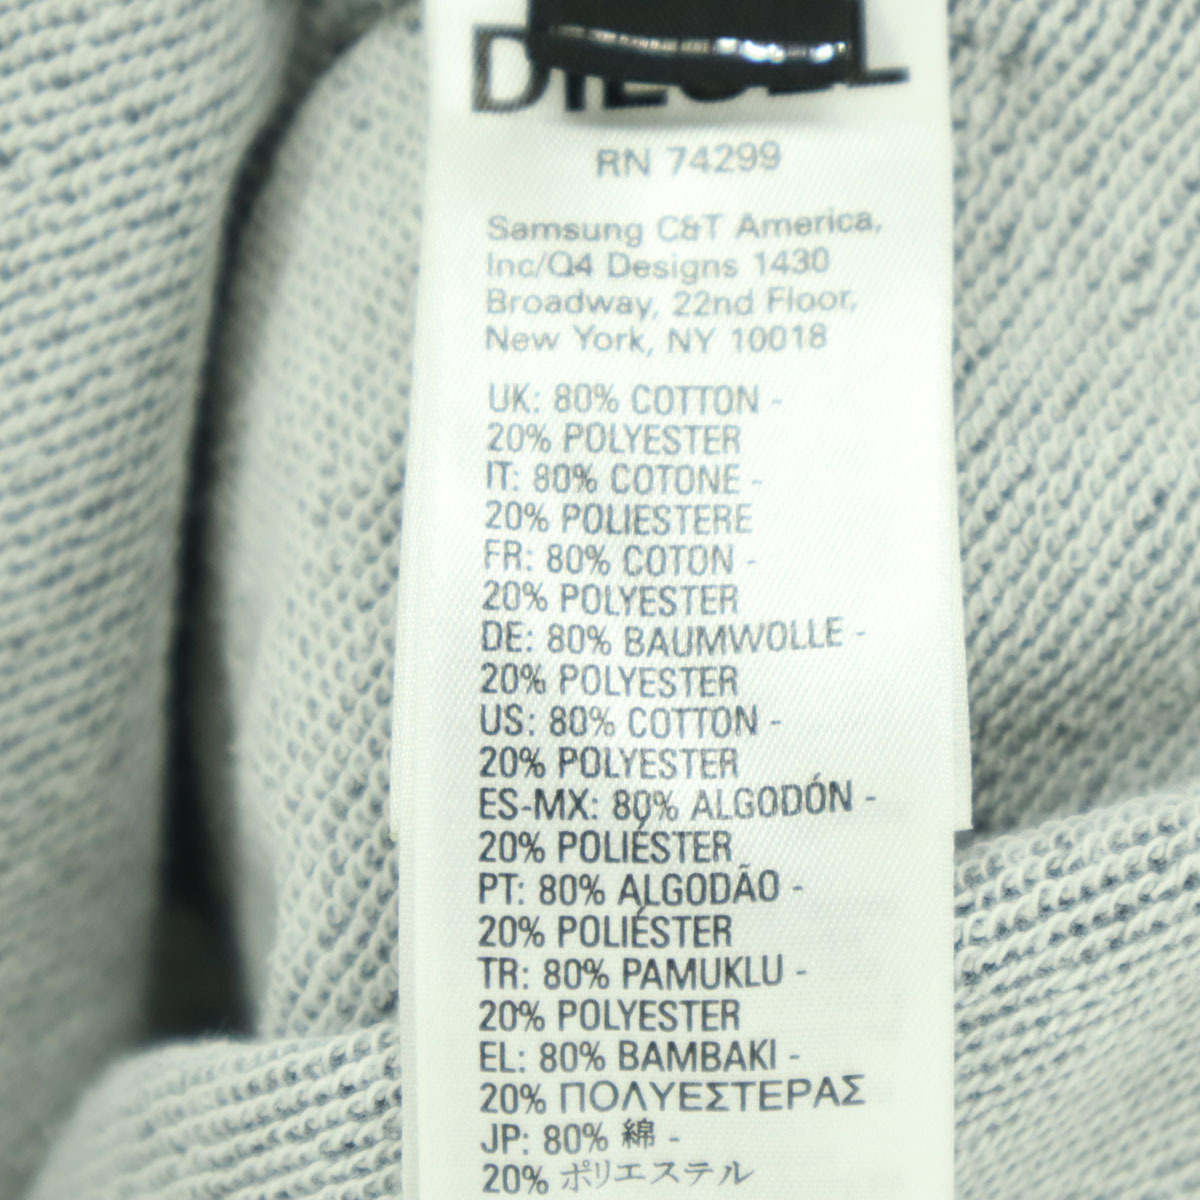 DIESEL
RN 74299
Samsung C&T America,
Inc/Q4 Designs 1430
Broadway, 22nd Floor,
New York, NY 10018
UK: 80% COTTON -
20% POLYESTER
IT: 80% COTONE -
20% POLIESTERE
FR: 80% COTON -
20% POLYESTER
DE: 80% BAUMWOLLE -
20% POLYESTER
US: 80% COTTON -
20% POLYESTER
ES-MX: 80% ALGODÓN -
20% POLIÉSTER
PT: 80% ALGODÃO -
20% POLIÉSTER
TR: 80% PAMUKLU -
20% POLYESTER
EL: 80% BAMBAKI -
20% ΠΟΛΥΕΣΤΕΡΑΣ
JP: 80% 綿 -
20% ポリエステル